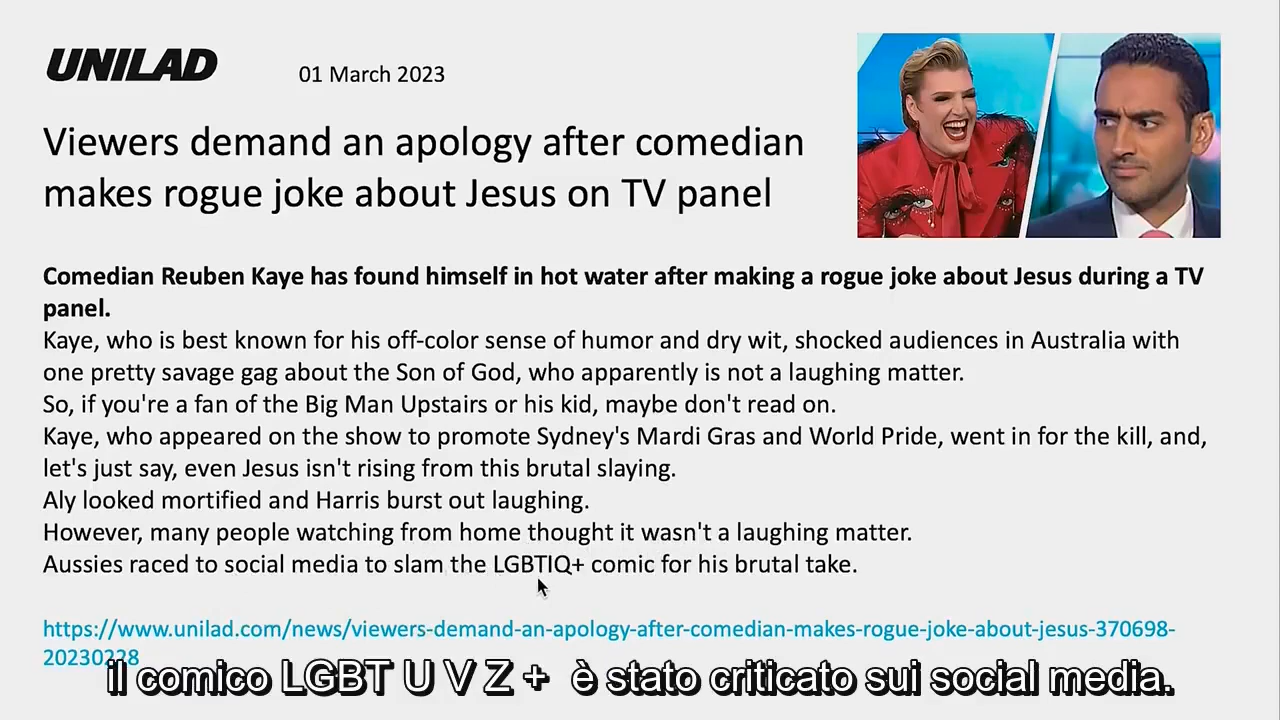 UNILAD
01 March 2023
Viewers demand an apology after comedian
makes rogue joke about Jesus on TV panel
Comedian Reuben Kaye has found himself in hot water after making a rogue joke about Jesus during a TV
panel.
Kaye, who is best known for his off-color sense of humor and dry wit, shocked audiences in Australia with
one pretty savage gag about the Son of God, who apparently is not a laughing matter.
So, if you're a fan of the Big Man Upstairs or his kid, maybe don't read on.
Kaye, who appeared on the show to promote Sydney's Mardi Gras and World Pride, went in for the kill, and,
let's just say, even Jesus isn't rising from this brutal slaying.
Aly looked mortified and Harris burst out laughing.
However, many people watching from home thought it wasn't a laughing matter.
Aussies raced to social media to slam the LGBTIQ+ comic for his brutal take.
https://www.unilad.com/news/viewers-demand-an-apology-after-comedian-makes-rogue-joke-about-jesus-370698-
20230228
il comico LGBT U V Z + è stato criticato sui social media.